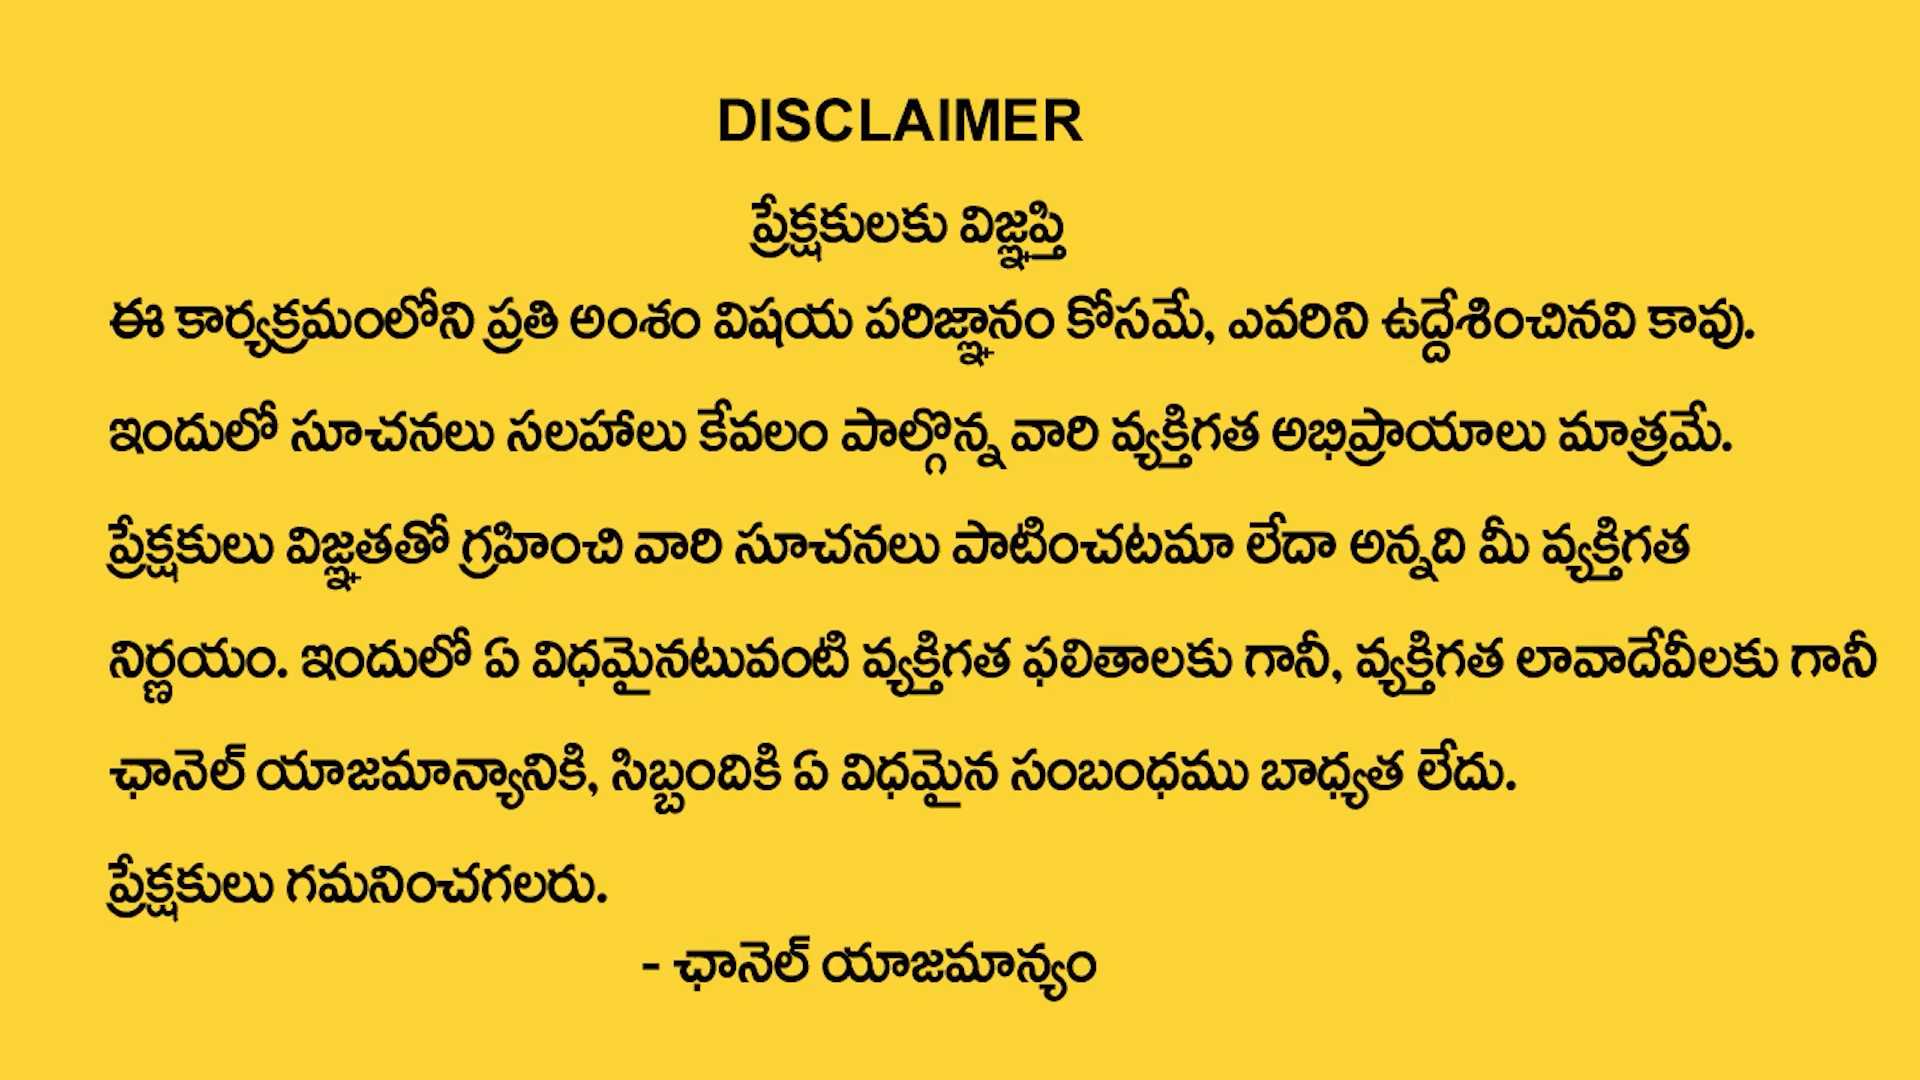 DISCLAIMER
ప్రేక్షకులకు విజ్ఞప్తి
ఈ కార్యక్రమంలోని ప్రతి అంశం విషయ పరిజ్ఞానం కోసమే, ఎవరిని ఉద్దేశించినవి కావు.
ఇందులో సూచనలు సలహాలు కేవలం పాల్గొన్న వారి వ్యక్తిగత అభిప్రాయాలు మాత్రమే.
ప్రేక్షకులు విజ్ఞతతో గ్రహించి వారి సూచనలు పాటించటమా లేదా అన్నది మీ వ్యక్తిగత
నిర్ణయం. ఇందులో ఏ విధమైనటువంటి వ్యక్తిగత ఫలితాలకు గానీ, వ్యక్తిగత లావాదేవీలకు గానీ
ఛానెల్ యాజమాన్యానికి, సిబ్బందికి ఏ విధమైన సంబంధము బాధ్యత లేదు.
ప్రేక్షకులు గమనించగలరు.
- ఛానెల్ యాజమాన్యం